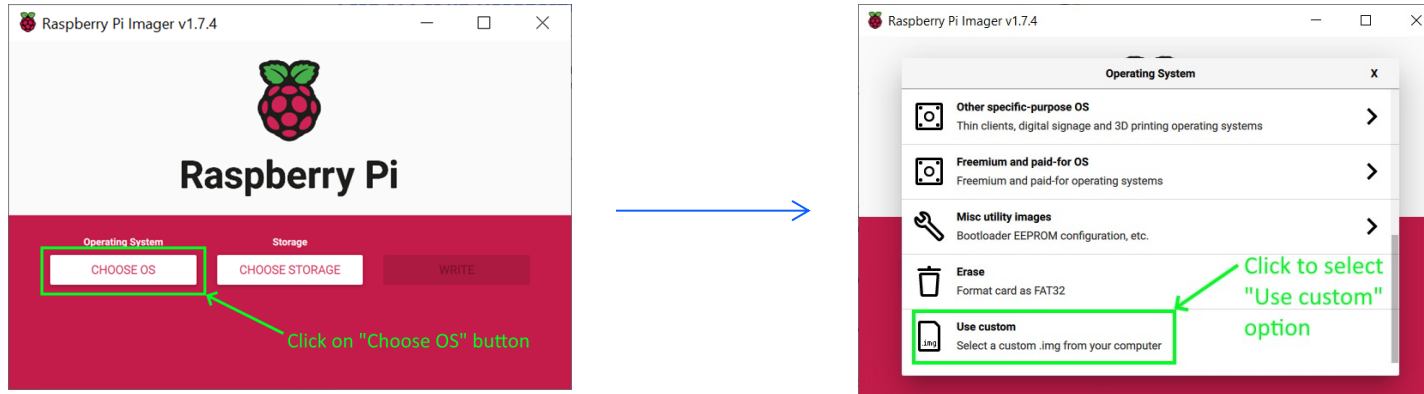 Raspberry Pi Imager v1.7.4
Raspberry Pi
Operating System
Storage
CHOOSE OS
CHOOSE STORAGE
WRITE
Click on "Choose OS" button
Raspberry Pi Imager v1.7.4
Operating System
X
Other specific-purpose OS
Thin clients, digital signage and 3D printing operating systems
Freemium and paid-for OS
Freemium and paid-for operating systems
Misc utility images
Bootloader EEPROM configuration, etc.
Erase
Format card as FAT32
Use custom
.img
Select a custom .img from your computer
Click to select
"Use custom"
option